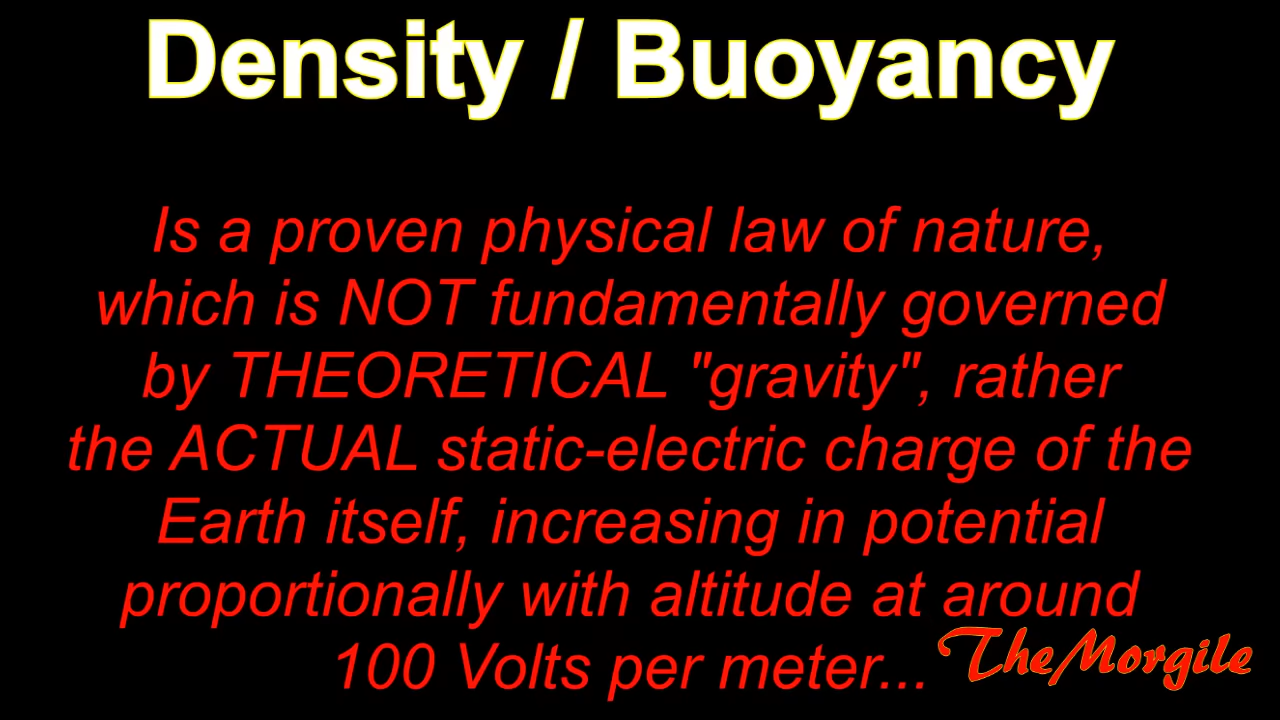 Density / Buoyancy
Is a proven physical law of nature,
which is NOT fundamentally governed
by THEORETICAL "gravity", rather
the ACTUAL static-electric charge of the
Earth itself, increasing in potential
proportionally with altitude at around
100 Volts per meter...
TheMorgile